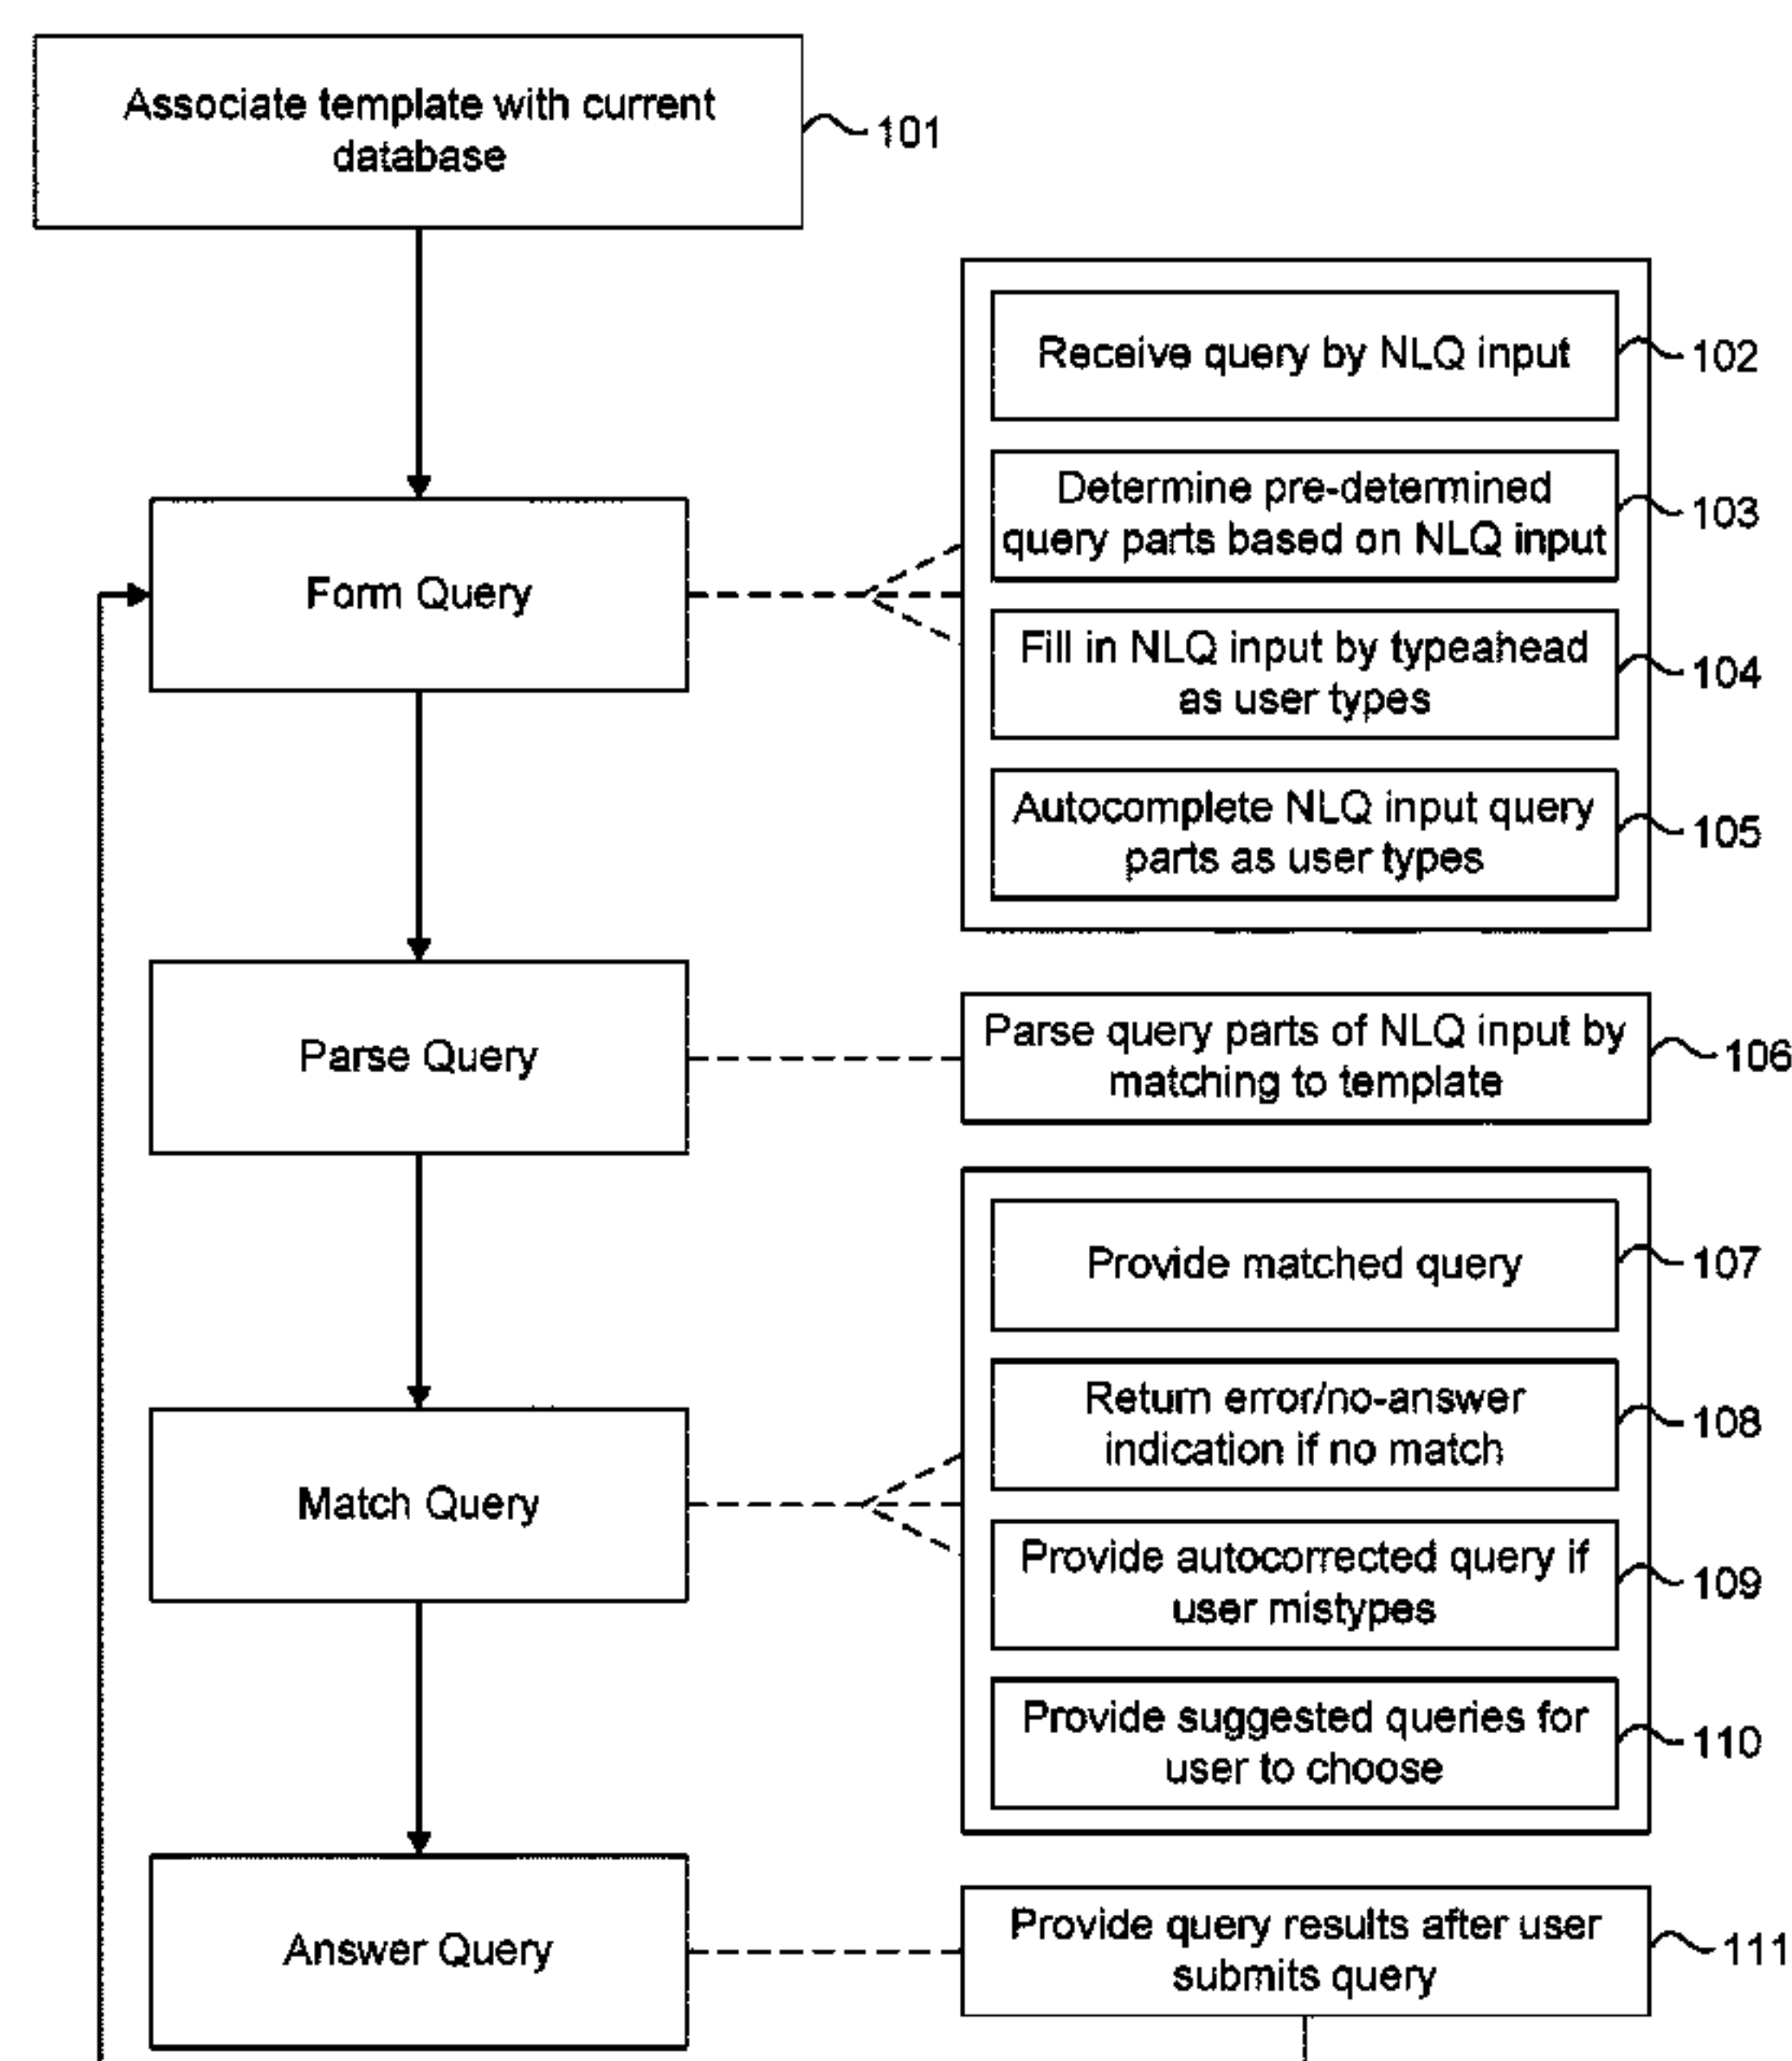 Associate template with current
database
101
Receive query by NLQ input
102
Determine pre-determined
query parts based on NLQ input
103
Form Query
Fill in NLQ input by typeahead
as user types
104
Autocomplete NLQ input query
parts as user types
105
Parse Query
Parse query parts of NLQ input by
matching to template
106
Provide matched query
107
Return error/no-answer
indication if no match
108
Match Query
Provide autocorrected query if
user mistypes
109
Provide suggested queries for
user to choose
110
Answer Query
Provide query results after user
submits query
111